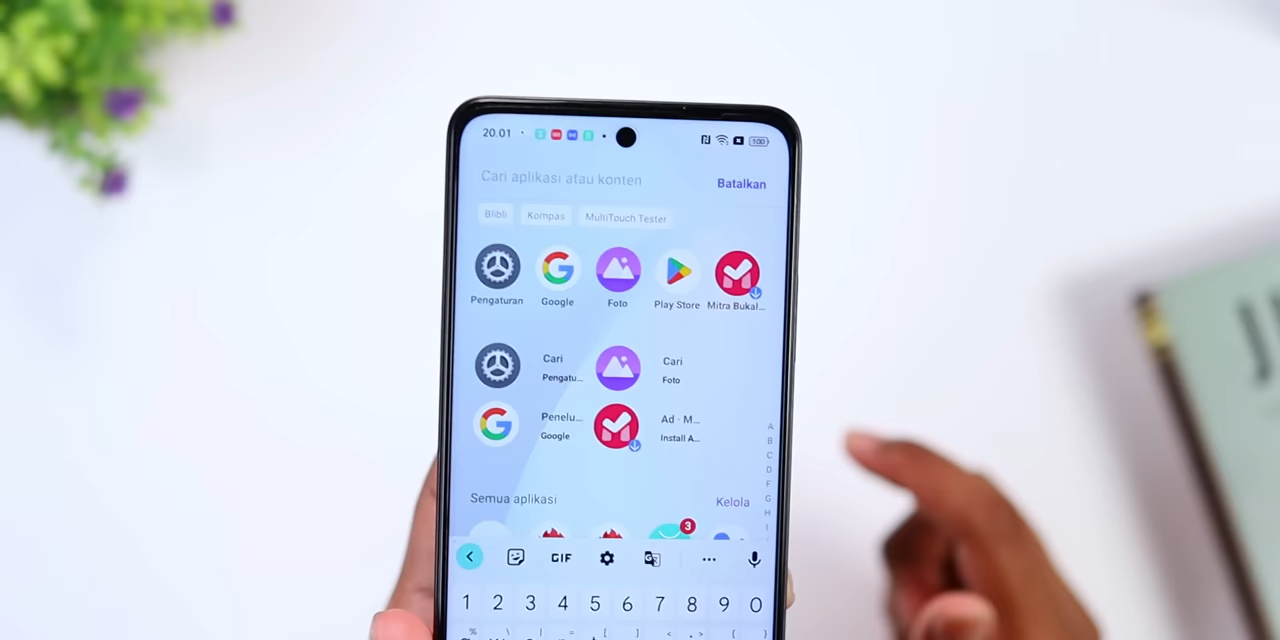 20.01
100
Cari aplikasi atau konten
Batalkan
Blibli
Kompas
MultiTouch Tester
Pengaturan
Google
Foto
Play Store
Mitra Bukal...
Cari
Pengatu...
Cari
Foto
Penelu...
Google
Ad · M...
Install A...
A
B
C
D
F
G
H
I
Semua aplikasi
Kelola
3
GIF
1 2 3 4 5 6 7 8 9 0
% \ | = [ ] < > { }